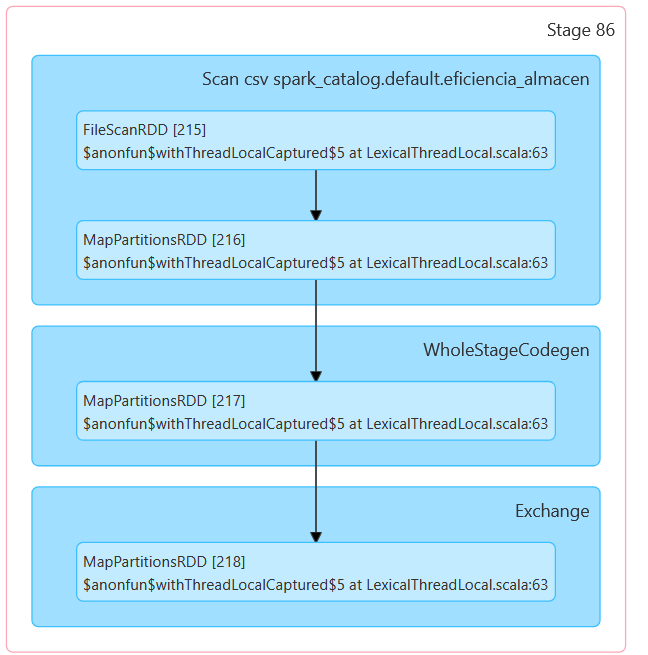 Stage 86
Scan csv spark_catalog.default.eficiencia_almacen
FileScanRDD [215]
$anonfun$withThreadLocalCaptured$5 at LexicalThreadLocal.scala:63
MapPartitionsRDD [216]
$anonfun$withThreadLocalCaptured$5 at LexicalThreadLocal.scala:63
WholeStageCodegen
MapPartitionsRDD [217]
$anonfun$withThreadLocalCaptured$5 at LexicalThreadLocal.scala:63
Exchange
MapPartitionsRDD [218]
$anonfun$withThreadLocalCaptured$5 at LexicalThreadLocal.scala:63